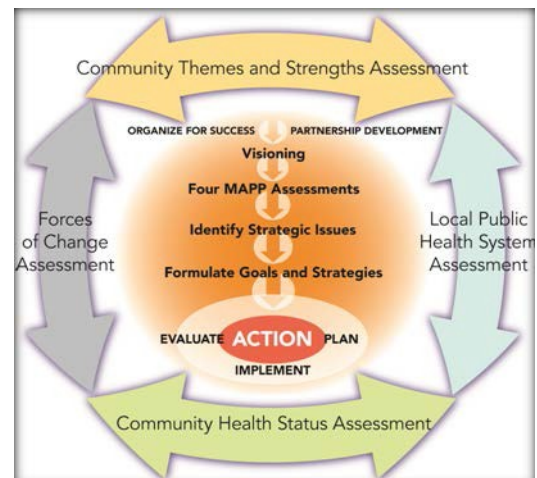 Community Themes and Strengths Assessment
ORGANIZE FOR SUCCESS PARTNERSHIP DEVELOPMENT
Visioning
Four MAPP Assessments
Identify Strategic Issues
Formulate Goals and Strategies
Forces
of Change
Assessment
Local Public
Health System
Assessment
EVALUATE ACTION PLAN
IMPLEMENT
Community Health Status Assessment